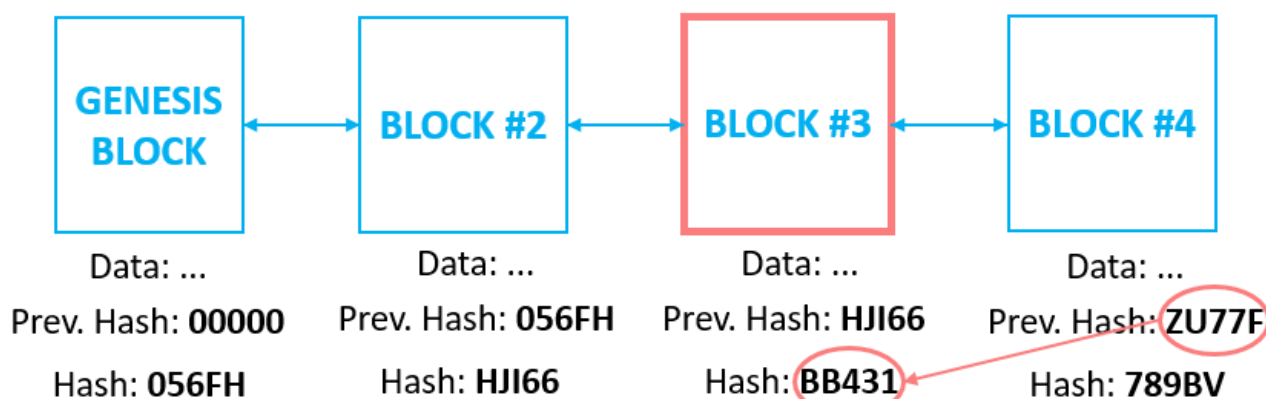 GENESIS
BLOCK
BLOCK #2
BLOCK #3
BLOCK #4
Data: ...
Prev. Hash: 00000
Hash: 056FH
Data: ...
Prev. Hash: 056FH
Hash: HJI66
Data: ...
Prev. Hash: HJI66
Hash: BB431
Data: ...
Prev. Hash: ZU77F
Hash: 789BV